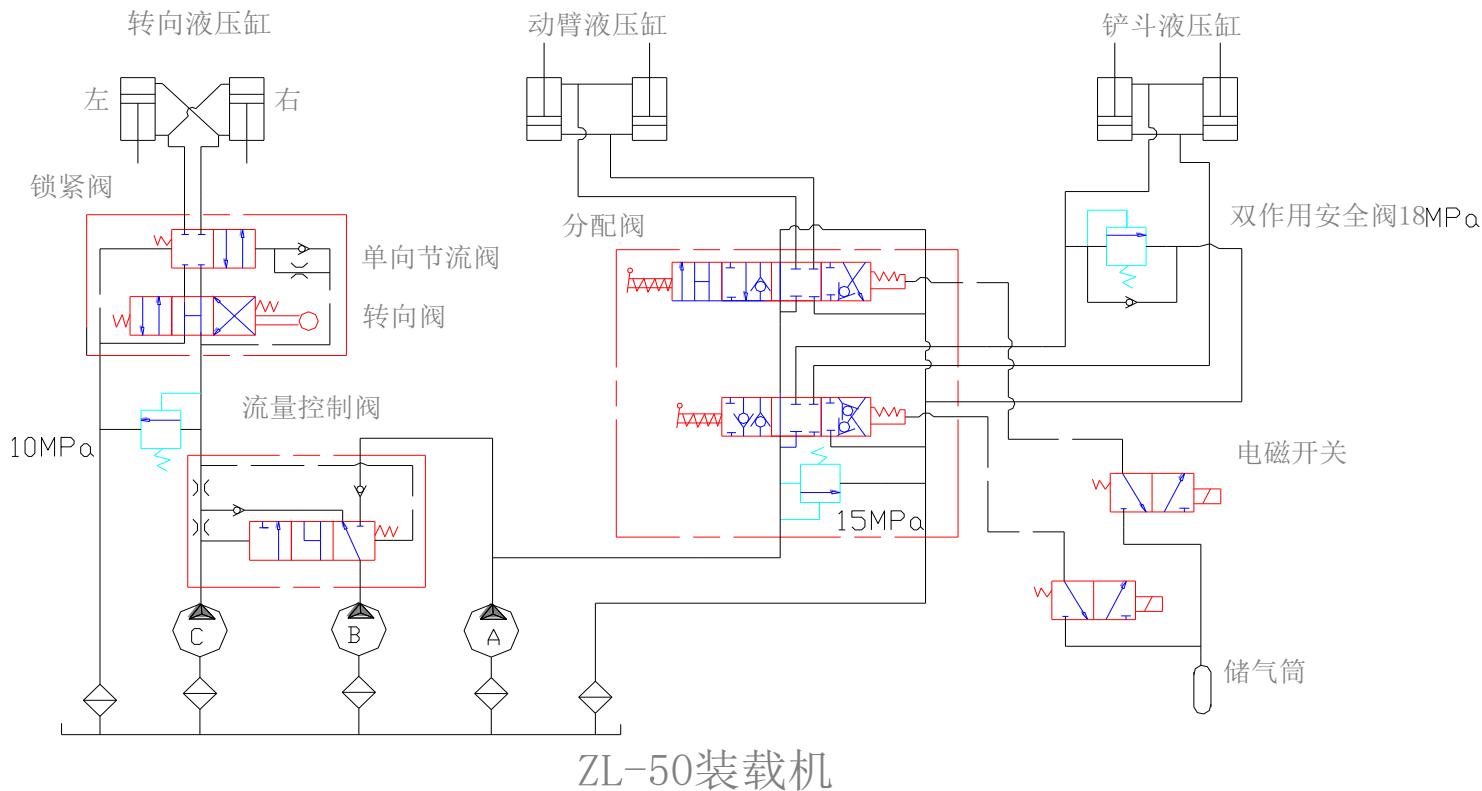 转向液压缸
动臂液压缸
铲斗液压缸
左
右
锁紧阀
分配阀
双作用安全阀18MPa
单向节流阀
转向阀
流量控制阀
10MPa
电磁开关
15MPa
C
B
A
储气筒
ZL-50装载机